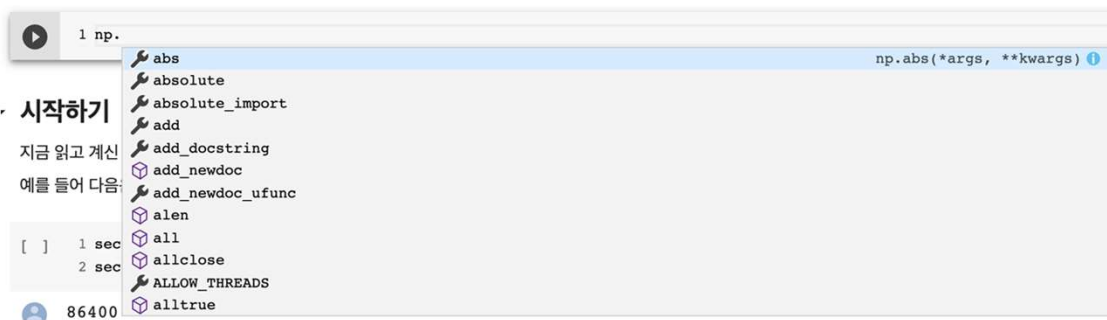 1 np.
abs np.abs(*args, **kwargs)
absolute
absolute_import
add
add_docstring
add_newdoc
add_newdoc_ufunc
alen
all
allclose
ALLOW_THREADS
alltrue
시작하기
지금 읽고 계신
예를 들어 다음
[ ] 1 sec
2 sec
86400